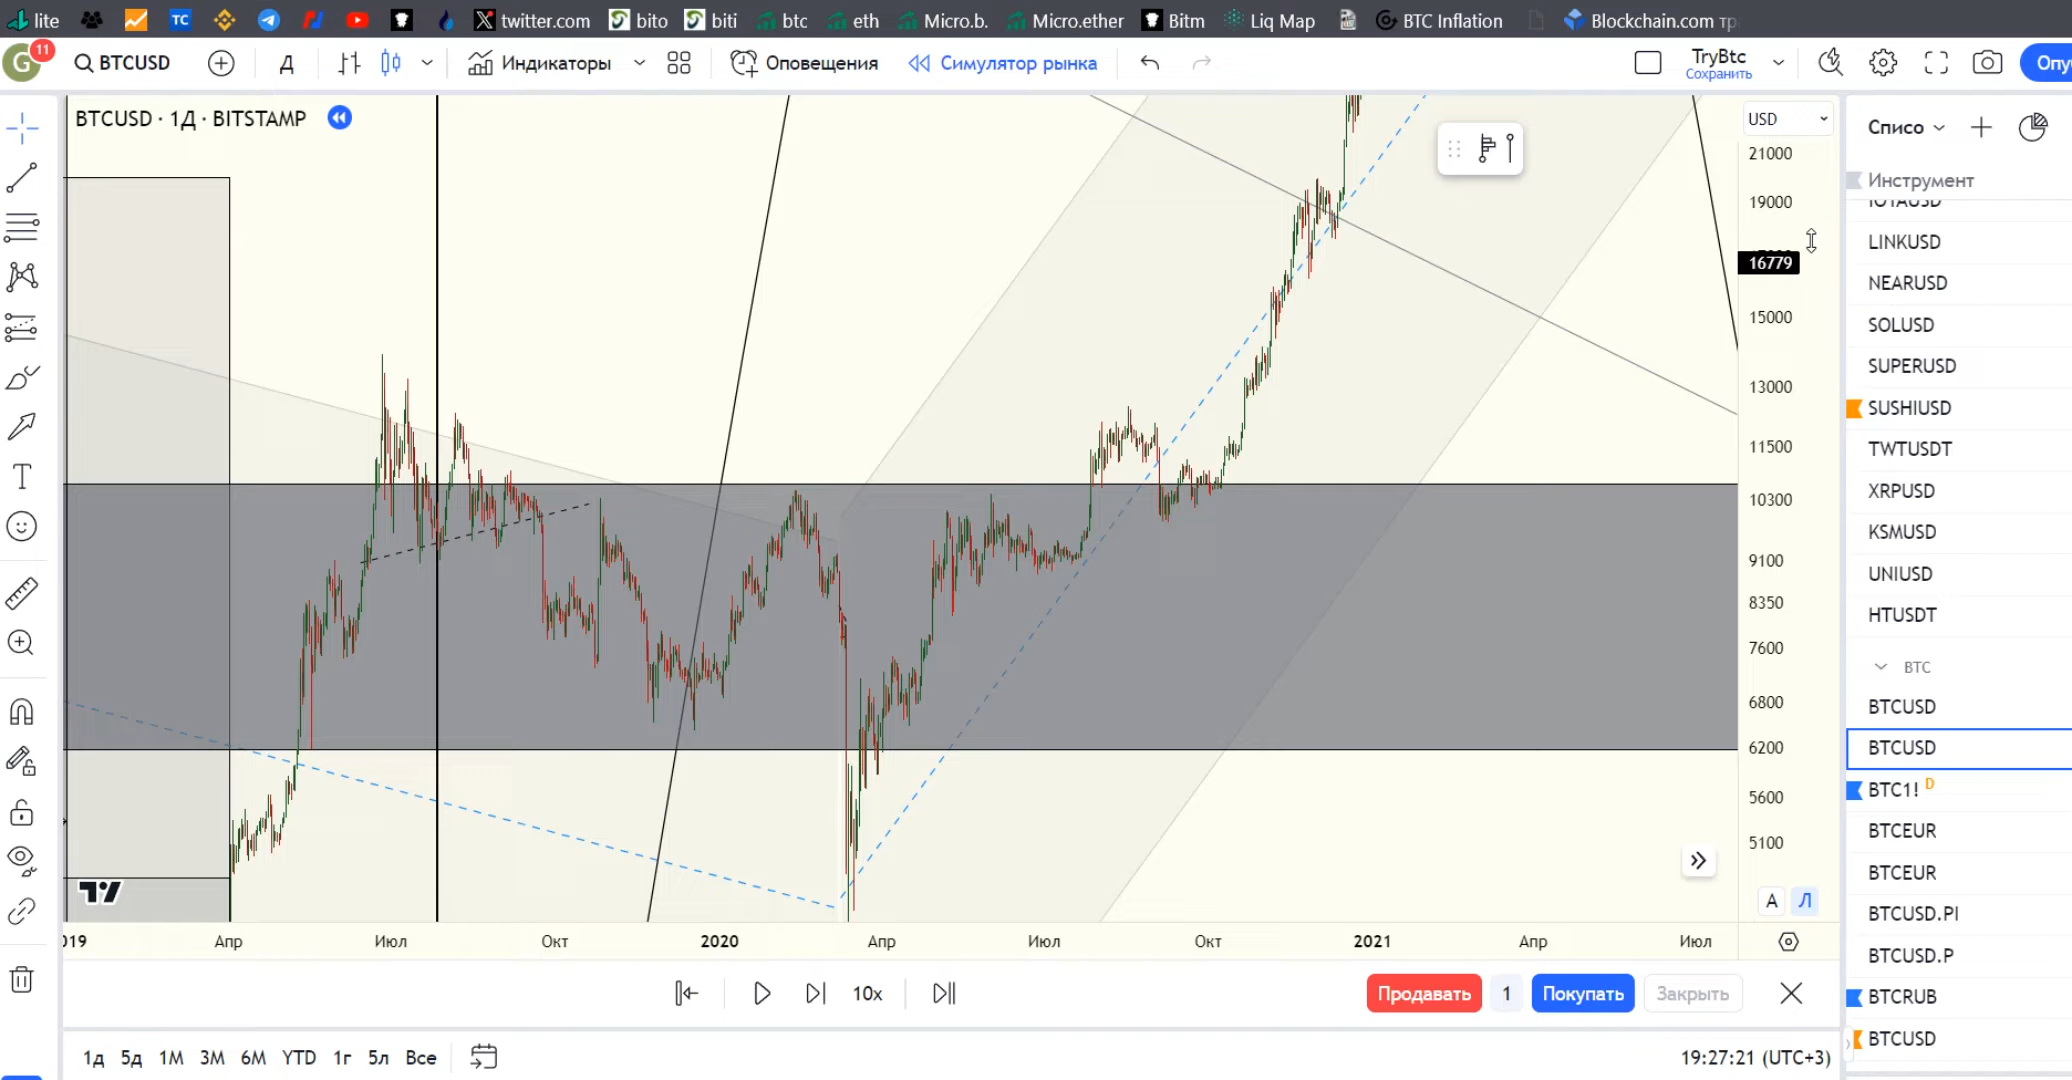 lite TC twitter.com bito biti btc eth Micro.b. Micro.ether Bitm Liq Map BTC Inflation Blockchain.com
G 11 BTCUSD Д Индикаторы Оповещения Симулятор рынка TryBtc
Сохранить
BTCUSD · 1Д · BITSTAMP
USD
21000
19000
16779
15000
13000
11500
10300
9100
8350
7600
6800
6200
5600
5100
А Л
Списо
Инструмент
IOTAUSD
LINKUSD
NEARUSD
SOLUSD
SUPERUSD
SUSHIUSD
TWTUSDT
XRPUSD
KSMUSD
UNIUSD
HTUSDT
BTC
BTCUSD
BTCUSD
BTC1! D
BTCEUR
BTCEUR
BTCUSD.PI
BTCUSD.P
BTCRUB
BTCUSD
Апр Июл Окт 2020 Апр Июл Окт 2021 Апр Июл
10x Продавать 1 Покупать Закрыть
1д 5д 1М 3М 6М YTD 1г 5л Все 19:27:21 (UTC+3)